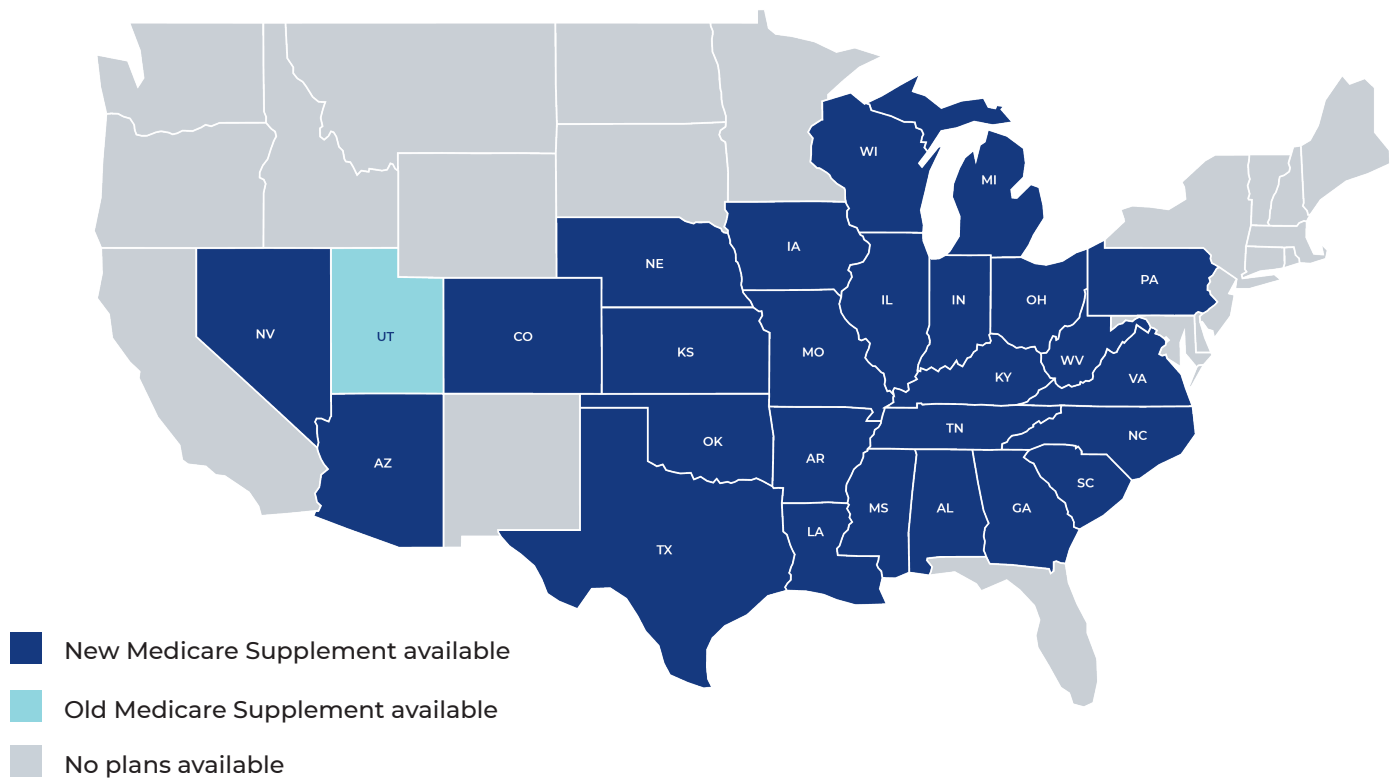 WI
MI
IA
NE
PA
IL
IN
OH
NV
UT
CO
KS
MO
WV
KY
VA
TN
NC
OK
AZ
AR
SC
MS
AL
GA
LA
TX
New Medicare Supplement available
Old Medicare Supplement available
No plans available